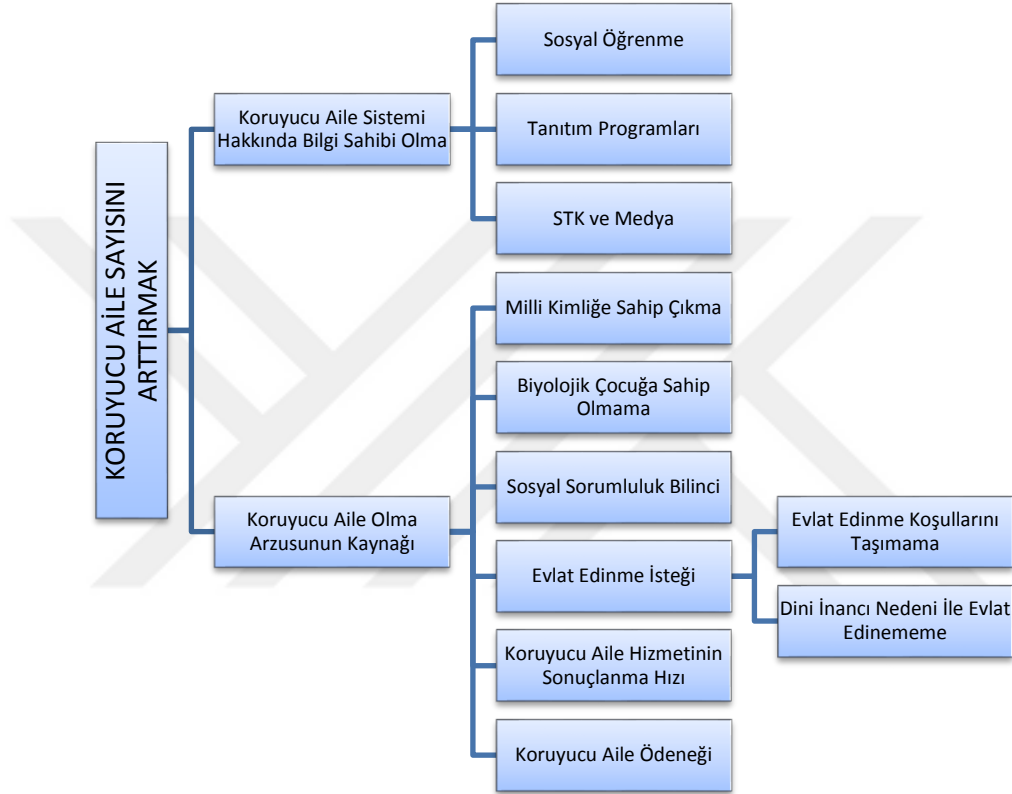 KORUYUCU AİLE SAYISINI
ARTTIRMAK
Koruyucu Aile Sistemi
Hakkında Bilgi Sahibi Olma
Sosyal Öğrenme
Tanıtım Programları
STK ve Medya
Koruyucu Aile Olma
Arzusunun Kaynağı
Milli Kimliğe Sahip Çıkma
Biyolojik Çocuğa Sahip
Olmama
Sosyal Sorumluluk Bilinci
Evlat Edinme İsteği
Evlat Edinme Koşullarını
Taşımama
Dini İnancı Nedeni İle Evlat
Edinememe
Koruyucu Aile Hizmetinin
Sonuçlanma Hızı
Koruyucu Aile Ödeneği